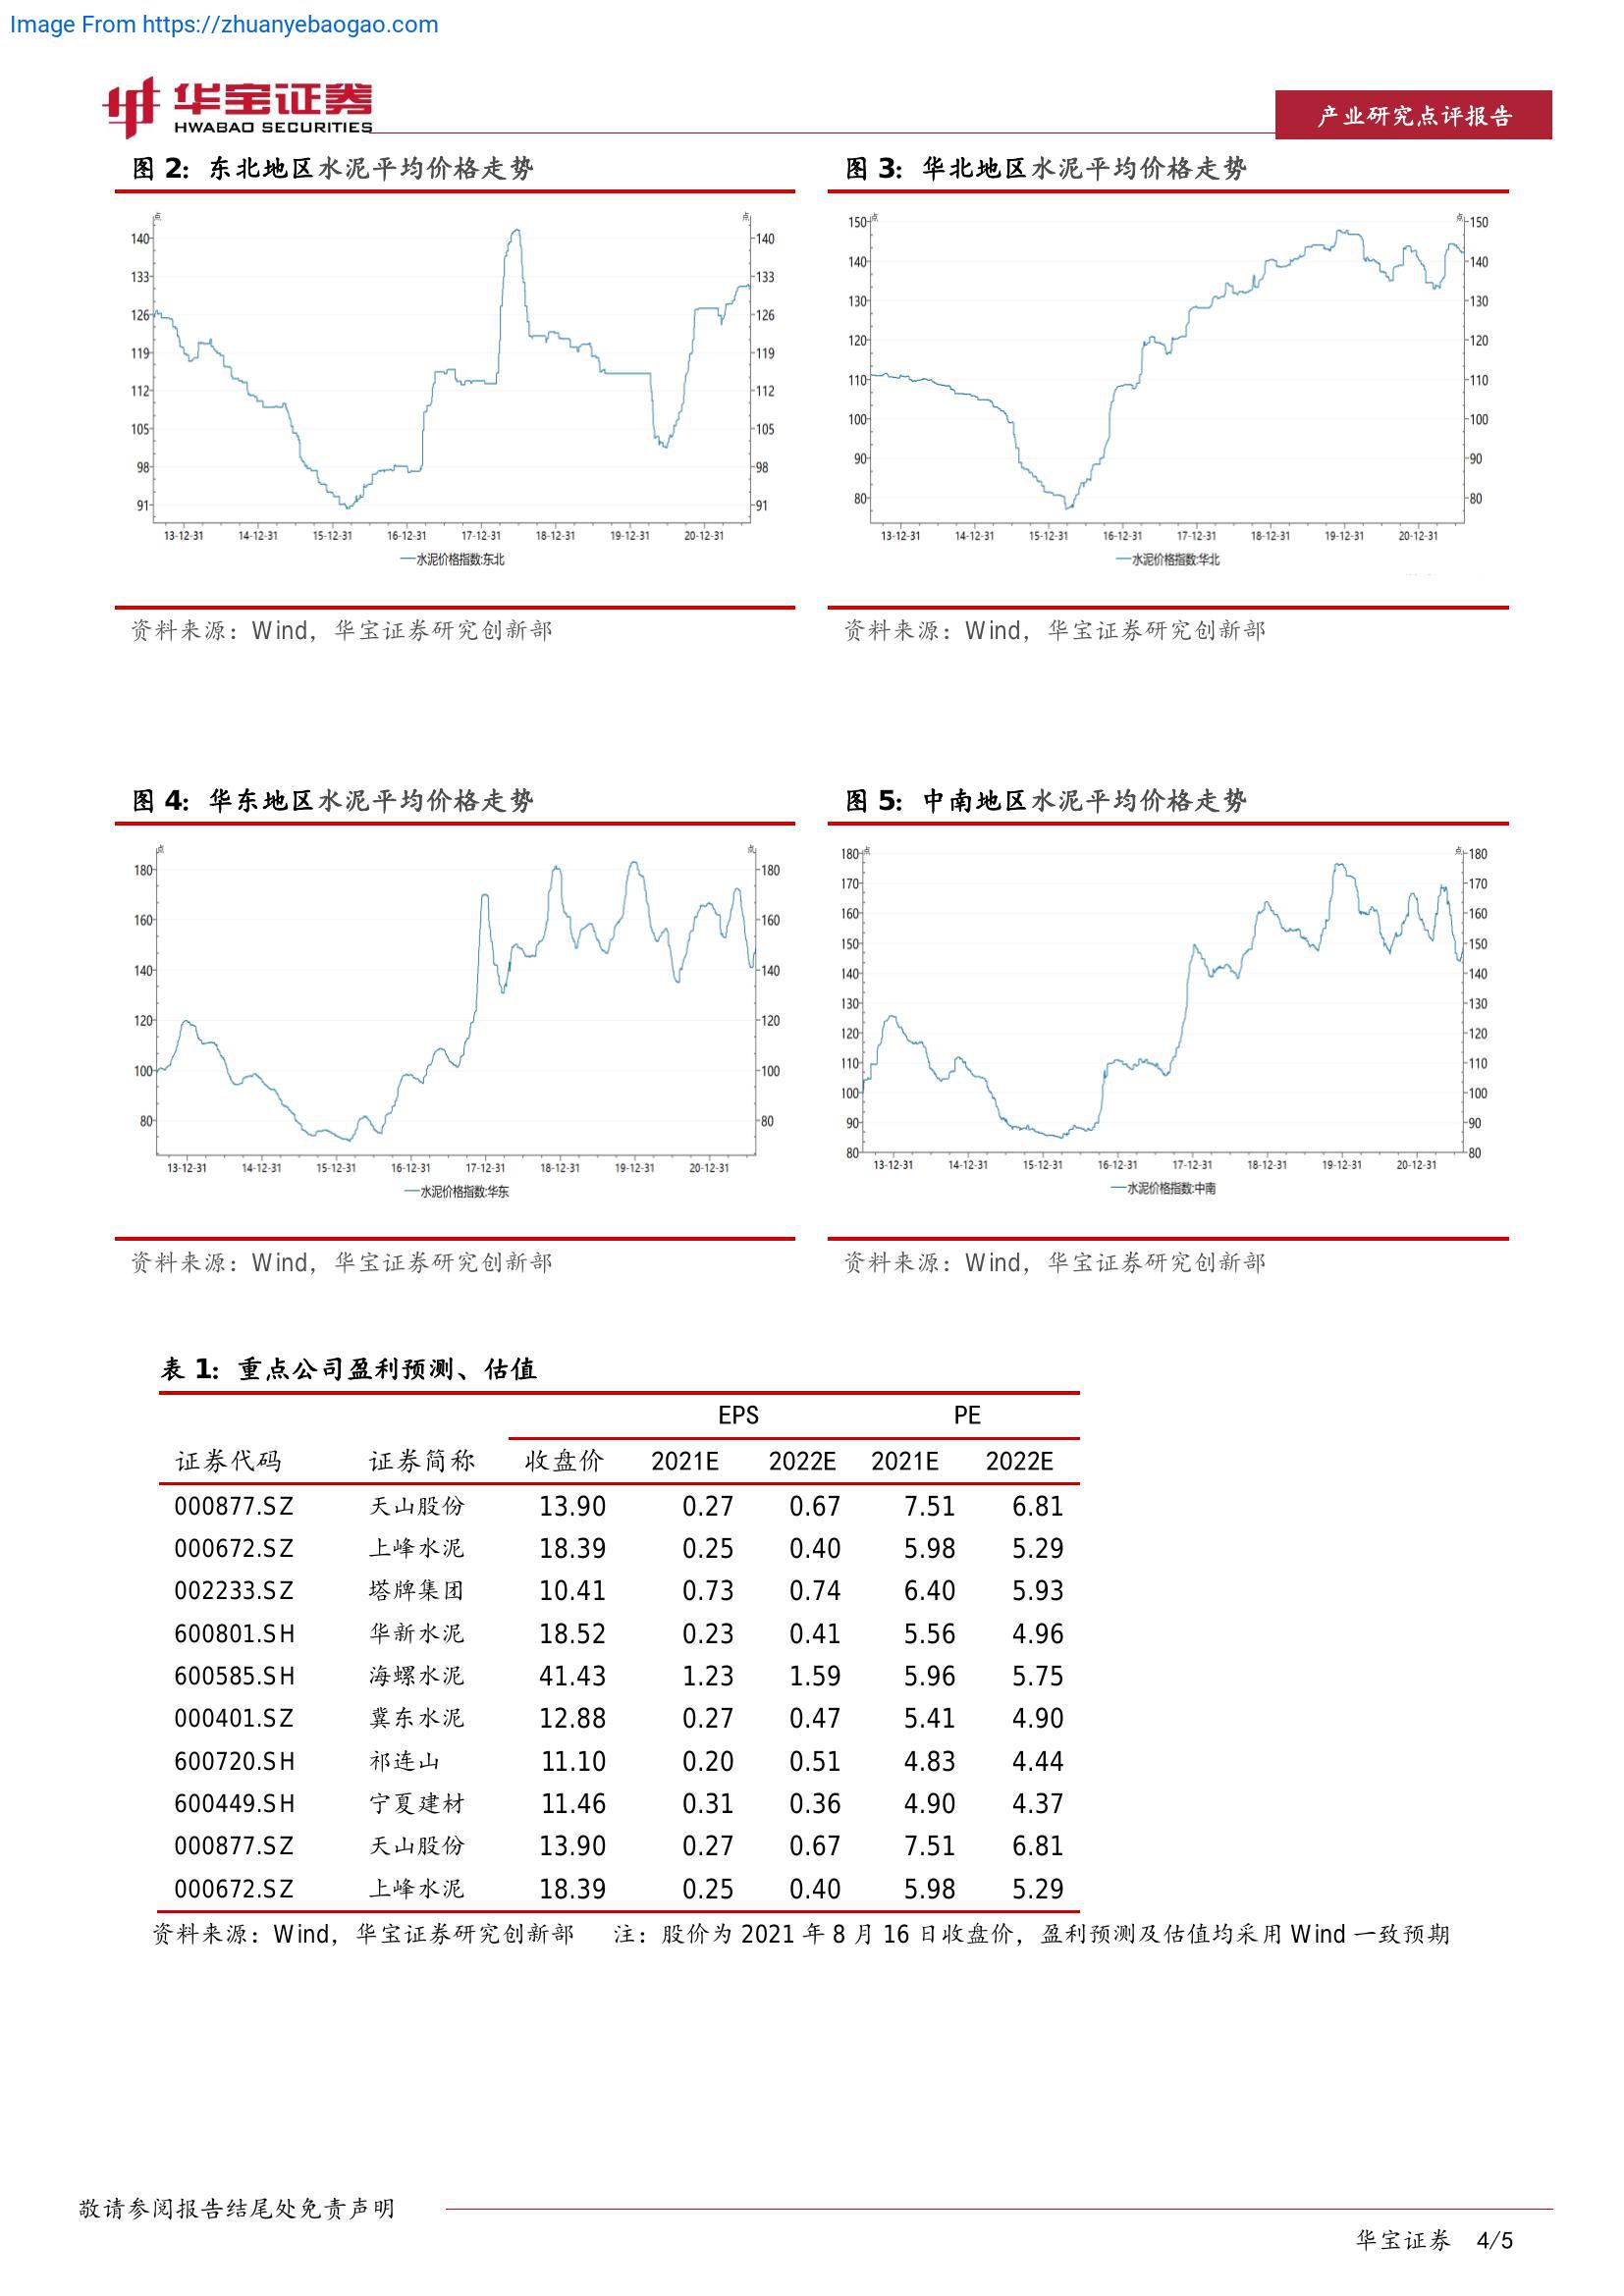 Image From https://zhuanyebaogao.com
华宝证券
HWABAO SECURITIES
产业研究点评报告
图 2：东北地区水泥平均价格走势
图 3：华北地区水泥平均价格走势
点 点
140 140
133 133
126 126
119 119
112 112
105 105
98 98
91 91
13-12-31 14-12-31 15-12-31 16-12-31 17-12-31 18-12-31 19-12-31 20-12-31
水泥价格指数:东北
点 点
150 150
140 140
130 130
120 120
110 110
100 100
90 90
80 80
13-12-31 14-12-31 15-12-31 16-12-31 17-12-31 18-12-31 19-12-31 20-12-31
水泥价格指数:华北
资料来源：Wind，华宝证券研究创新部
资料来源：Wind，华宝证券研究创新部
图 4：华东地区水泥平均价格走势
图 5：中南地区水泥平均价格走势
点 点
180 180
160 160
140 140
120 120
100 100
80 80
13-12-31 14-12-31 15-12-31 16-12-31 17-12-31 18-12-31 19-12-31 20-12-31
水泥价格指数:华东
点 点
180 180
170 170
160 160
150 150
140 140
130 130
120 120
110 110
100 100
90 90
80 80
13-12-31 14-12-31 15-12-31 16-12-31 17-12-31 18-12-31 19-12-31 20-12-31
水泥价格指数:中南
资料来源：Wind，华宝证券研究创新部
资料来源：Wind，华宝证券研究创新部
表 1：重点公司盈利预测、估值
EPS PE
证券代码 证券简称 收盘价 2021E 2022E 2021E 2022E
000877.SZ 天山股份 13.90 0.27 0.67 7.51 6.81
000672.SZ 上峰水泥 18.39 0.25 0.40 5.98 5.29
002233.SZ 塔牌集团 10.41 0.73 0.74 6.40 5.93
600801.SH 华新水泥 18.52 0.23 0.41 5.56 4.96
600585.SH 海螺水泥 41.43 1.23 1.59 5.96 5.75
000401.SZ 冀东水泥 12.88 0.27 0.47 5.41 4.90
600720.SH 祁连山 11.10 0.20 0.51 4.83 4.44
600449.SH 宁夏建材 11.46 0.31 0.36 4.90 4.37
000877.SZ 天山股份 13.90 0.27 0.67 7.51 6.81
000672.SZ 上峰水泥 18.39 0.25 0.40 5.98 5.29
资料来源：Wind，华宝证券研究创新部 注：股价为 2021 年 8 月 16 日收盘价，盈利预测及估值均采用 Wind 一致预期
敬请参阅报告结尾处免责声明
华宝证券 4/5